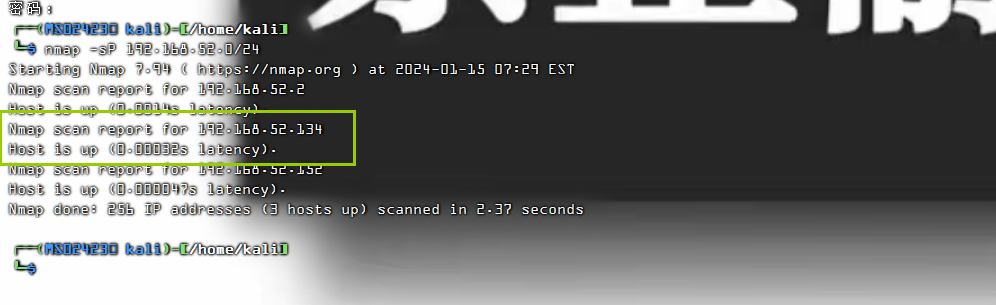 密码：
┌──(MS02423㉿kali)-[/home/kali]
└─$ nmap -sP 192.168.52.0/24
Starting Nmap 7.94 ( https://nmap.org ) at 2024-01-15 07:29 EST
Nmap scan report for 192.168.52.2
Host is up (0.0014s latency).
Nmap scan report for 192.168.52.134
Host is up (0.00032s latency).
Nmap scan report for 192.168.52.152
Host is up (0.000047s latency).
Nmap done: 256 IP addresses (3 hosts up) scanned in 2.37 seconds
┌──(MS02423㉿kali)-[/home/kali]
└─$